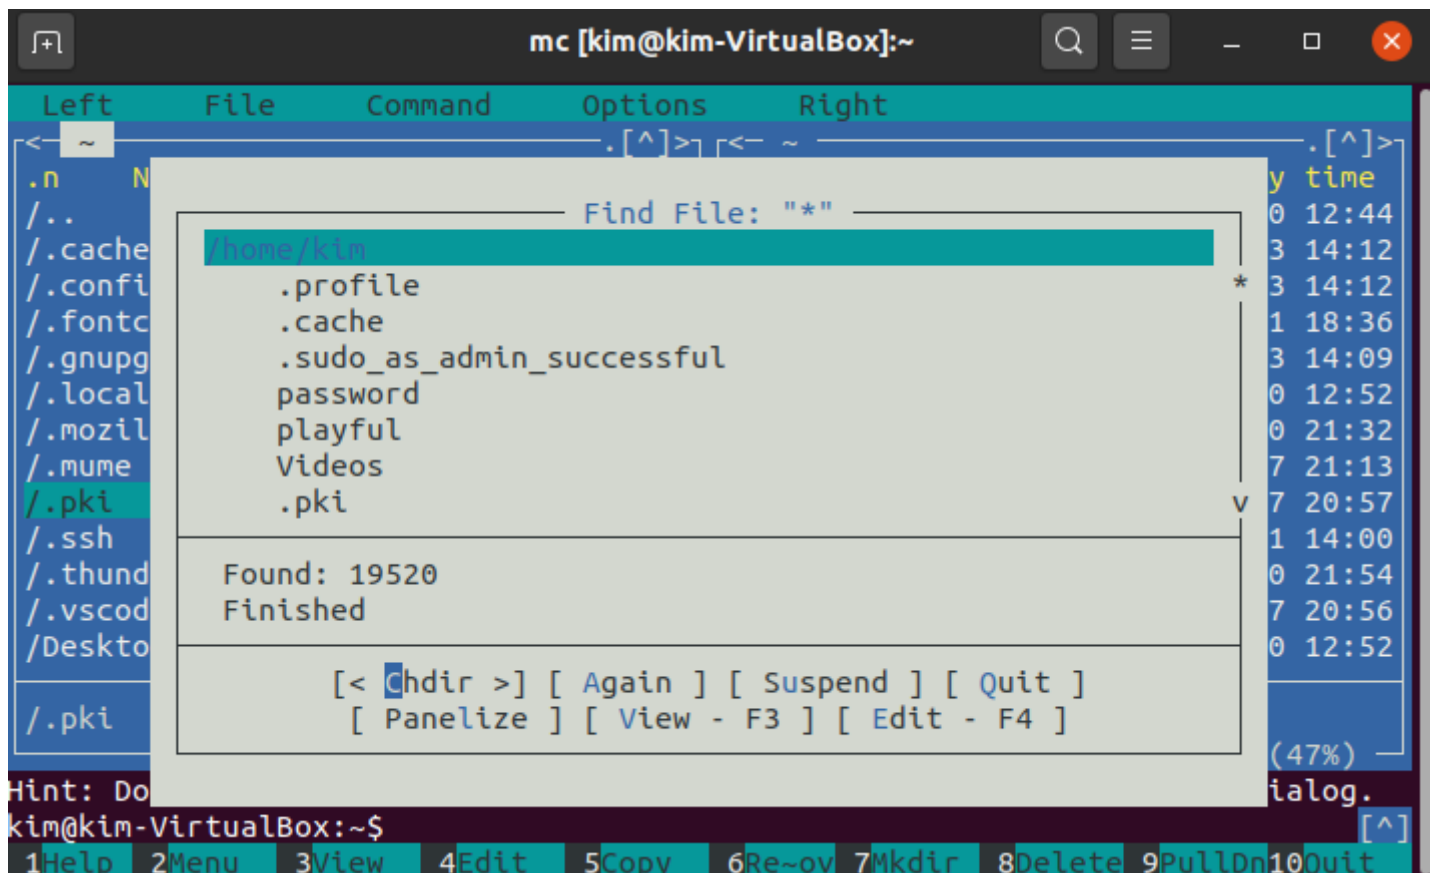 mc [kim@kim-VirtualBox]:~
Left File Command Options Right
<- ~ .[^]> <- ~ .[^]>
.n N y time
/.. 0 12:44
/.cache 3 14:12
/.confi 3 14:12
/.fontc 1 18:36
/.gnupg 3 14:09
/.local 0 12:52
/.mozil 0 21:32
/.mume 7 21:13
/.pki 7 20:57
/.ssh 1 14:00
/.thund 0 21:54
/.vscod 7 20:56
/Deskto 0 12:52
/.pki
(47%)
Find File: "*"
/home/kim
.profile
.cache
.sudo_as_admin_successful
password
playful
Videos
.pki
Found: 19520
Finished
[< Chdir >] [ Again ] [ Suspend ] [ Quit ]
[ Panelize ] [ View - F3 ] [ Edit - F4 ]
Hint: Do ialog.
kim@kim-VirtualBox:~$ [^]
1Help 2Menu 3View 4Edit 5Copy 6Re~ov 7Mkdir 8Delete 9PullDn 10Quit